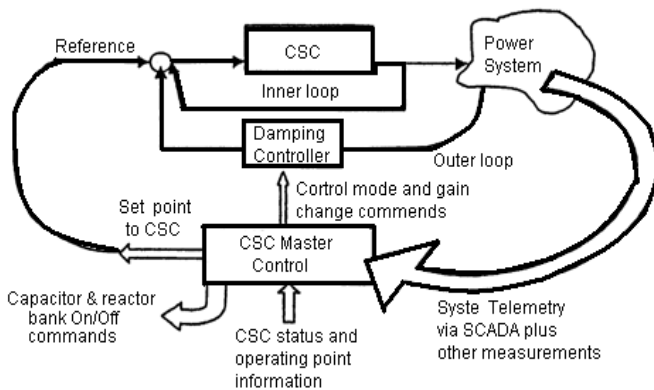 Reference
CSC
Power
System
Inner loop
Damping
Controller
Outer loop
Cortrol mode and gain
change commends
Set point
to CSC
CSC Master
Control
Capacitor & reactor
bank On/Off
commands
CSC status and
operating point
information
Syste Telemetry
via SCADA plus
other measurements